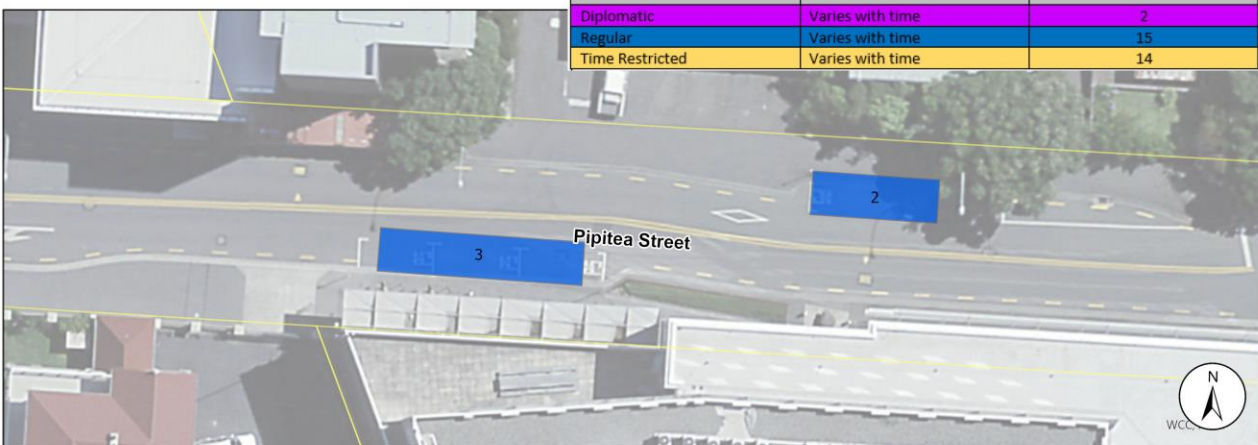 Diplomatic Varies with time 2
Regular Varies with time 15
Time Restricted Varies with time 14
2
Pipitea Street
3
N
WCC,